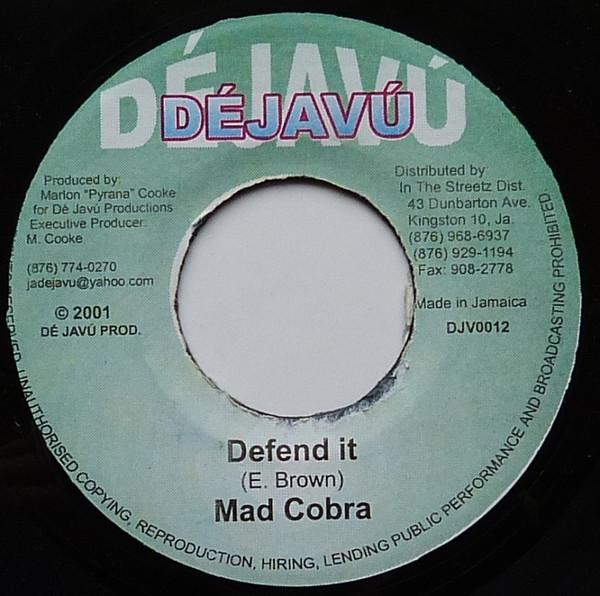 DÉJAVÚ
DÉJAVÚ
Produced by:
Marlon "Pyrana" Cooke
for Dé Javú Productions
Executive Producer:
M. Cooke
(876) 774-0270
jadejavu@yahoo.com
© 2001
DÉ JAVÚ PROD.
Distributed by:
In The Streetz Dist.
43 Dunbarton Ave.
Kingston 10, Ja.
(876) 968-6937
(876) 929-1194
Fax: 908-2778
Made in Jamaica
DJV0012
Defend it
(E. Brown)
Mad Cobra
UNAUTHORISED COPYING, REPRODUCTION, HIRING, LENDING PUBLIC PERFORMANCE AND BROADCASTING PROHIBITED